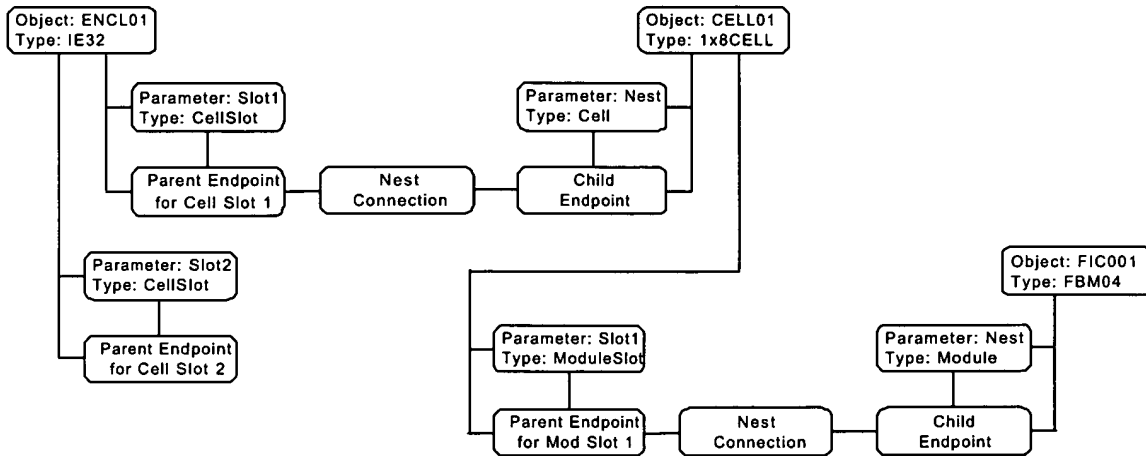 Object: ENCL01
Type: IE32
Object: CELL01
Type: 1x8CELL
Parameter: Slot1
Type: CellSlot
Parameter: Nest
Type: Cell
Parent Endpoint
for Cell Slot 1
Nest
Connection
Child
Endpoint
Parameter: Slot2
Type: CellSlot
Object: FIC001
Type: FBM04
Parent Endpoint
for Cell Slot 2
Parameter: Slot1
Type: ModuleSlot
Parameter: Nest
Type: Module
Parent Endpoint
for Mod Slot 1
Nest
Connection
Child
Endpoint